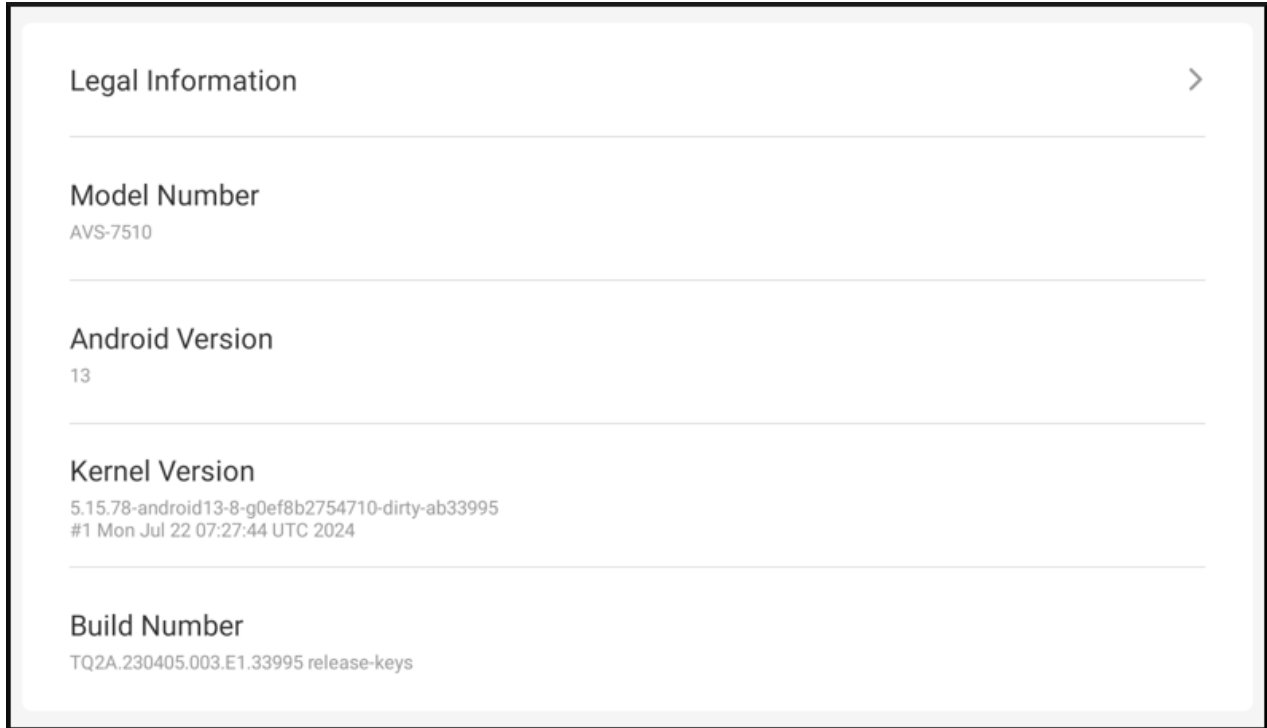 Legal Information
Model Number
AVS-7510
Android Version
13
Kernel Version
5.15.78-android13-8-g0ef8b2754710-dirty-ab33995
#1 Mon Jul 22 07:27:44 UTC 2024
Build Number
TQ2A.230405.003.E1.33995 release-keys